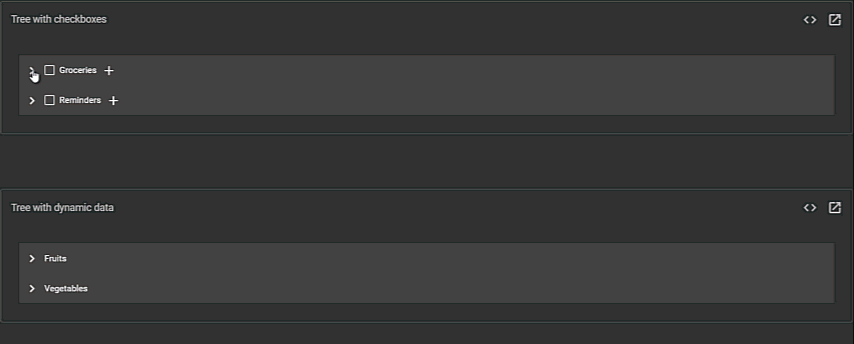 Tree with checkboxes
Groceries
Reminders
Tree with dynamic data
Fruits
Vegetables